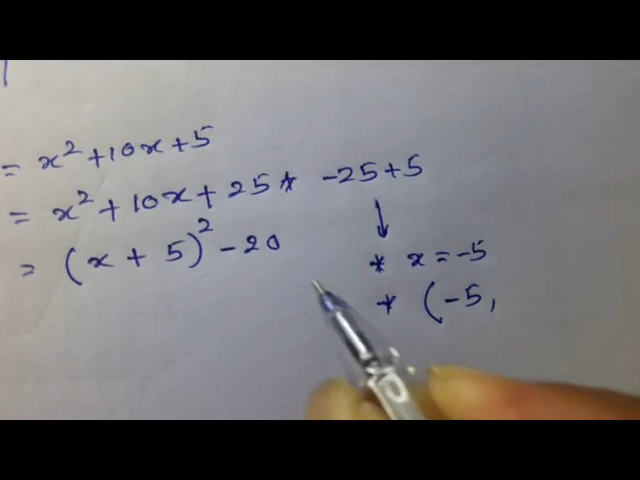 = x² + 10x + 5
= x² + 10x + 25 * -25 + 5
= (x + 5)² - 20
↓
* x = -5
* (-5,